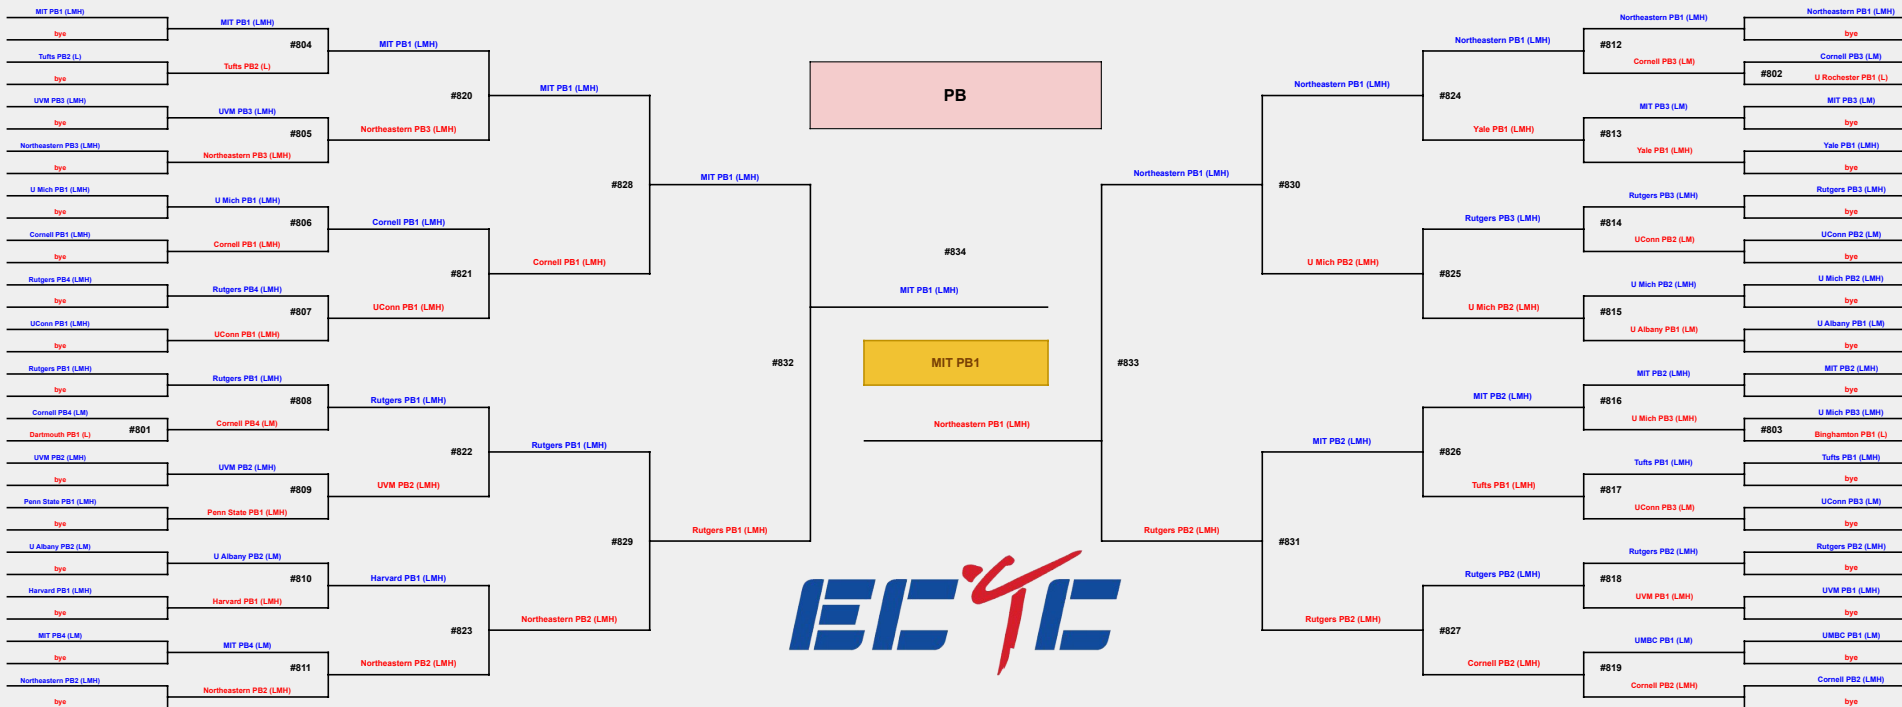 MIT PB1 (LMH)
bye
Tufts PB2 (L)
bye
UVM PB3 (LMH)
bye
Northeastern PB3 (LMH)
bye
U Mich PB1 (LMH)
bye
Cornell PB1 (LMH)
bye
Rutgers PB4 (LMH)
bye
UConn PB1 (LMH)
bye
Rutgers PB1 (LMH)
bye
Cornell PB4 (LM)
Dartmouth PB1 (L)
#801
UVM PB2 (LMH)
bye
Penn State PB1 (LMH)
bye
U Albany PB2 (LM)
bye
Harvard PB1 (LMH)
bye
MIT PB4 (LM)
bye
Northeastern PB2 (LMH)
bye
MIT PB1 (LMH)
#804
Tufts PB2 (L)
UVM PB3 (LMH)
#805
Northeastern PB3 (LMH)
U Mich PB1 (LMH)
#806
Cornell PB1 (LMH)
Rutgers PB4 (LMH)
#807
UConn PB1 (LMH)
Rutgers PB1 (LMH)
#808
Cornell PB4 (LM)
UVM PB2 (LMH)
#809
Penn State PB1 (LMH)
U Albany PB2 (LM)
#810
Harvard PB1 (LMH)
MIT PB4 (LM)
#811
Northeastern PB2 (LMH)
MIT PB1 (LMH)
#820
Northeastern PB3 (LMH)
Cornell PB1 (LMH)
#821
UConn PB1 (LMH)
Rutgers PB1 (LMH)
#822
UVM PB2 (LMH)
Harvard PB1 (LMH)
#823
Northeastern PB2 (LMH)
MIT PB1 (LMH)
#828
Cornell PB1 (LMH)
Rutgers PB1 (LMH)
#829
Northeastern PB2 (LMH)
MIT PB1 (LMH)
#832
Rutgers PB1 (LMH)
PB
#834
MIT PB1 (LMH)
MIT PB1
Northeastern PB1 (LMH)
ECTC
Northeastern PB1 (LMH)
#833
Rutgers PB2 (LMH)
Northeastern PB1 (LMH)
#830
U Mich PB2 (LMH)
MIT PB2 (LMH)
#831
Rutgers PB2 (LMH)
Northeastern PB1 (LMH)
#824
Yale PB1 (LMH)
Rutgers PB3 (LMH)
#825
U Mich PB2 (LMH)
MIT PB2 (LMH)
#826
Tufts PB1 (LMH)
Rutgers PB2 (LMH)
#827
Cornell PB2 (LMH)
Northeastern PB1 (LMH)
#812
Cornell PB3 (LM)
MIT PB3 (LM)
#813
Yale PB1 (LMH)
Rutgers PB3 (LMH)
#814
UConn PB2 (LM)
U Mich PB2 (LMH)
#815
U Albany PB1 (LM)
MIT PB2 (LMH)
#816
U Mich PB3 (LMH)
Tufts PB1 (LMH)
#817
UConn PB3 (LM)
Rutgers PB2 (LMH)
#818
UVM PB1 (LMH)
UMBC PB1 (LM)
#819
Cornell PB2 (LMH)
Northeastern PB1 (LMH)
bye
Cornell PB3 (LM)
#802
U Rochester PB1 (L)
MIT PB3 (LM)
bye
Yale PB1 (LMH)
bye
Rutgers PB3 (LMH)
bye
UConn PB2 (LM)
bye
U Mich PB2 (LMH)
bye
U Albany PB1 (LM)
bye
MIT PB2 (LMH)
bye
U Mich PB3 (LMH)
#803
Binghamton PB1 (L)
Tufts PB1 (LMH)
bye
UConn PB3 (LM)
bye
Rutgers PB2 (LMH)
bye
UVM PB1 (LMH)
bye
UMBC PB1 (LM)
bye
Cornell PB2 (LMH)
bye